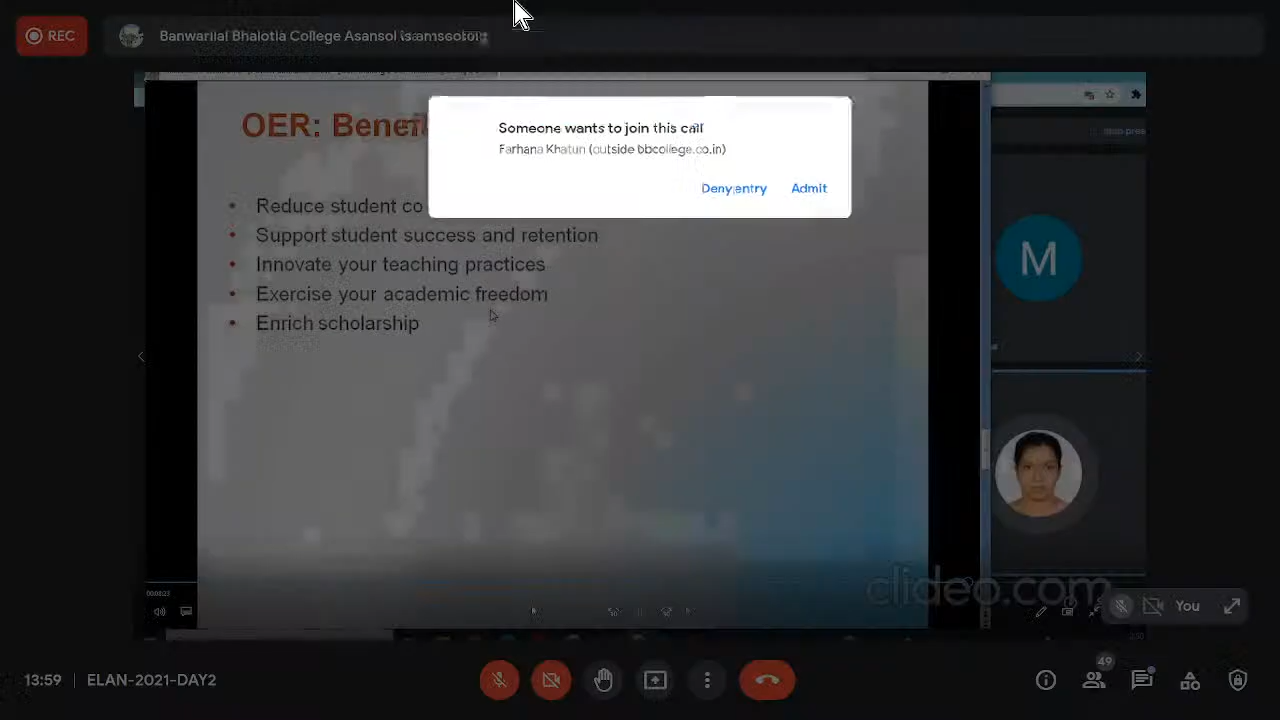 REC
Banwarilal Bhalotia College Asansol is
OER: Benefi
Someone wants to join this call
Farhana Khatun (outside bbcollege.co.in)
Deny entry Admit
Reduce student co
Support student success and retention
Innovate your teaching practices
Exercise your academic freedom
Enrich scholarship
M
clideo.com
You
49
13:59 | ELAN-2021-DAY2